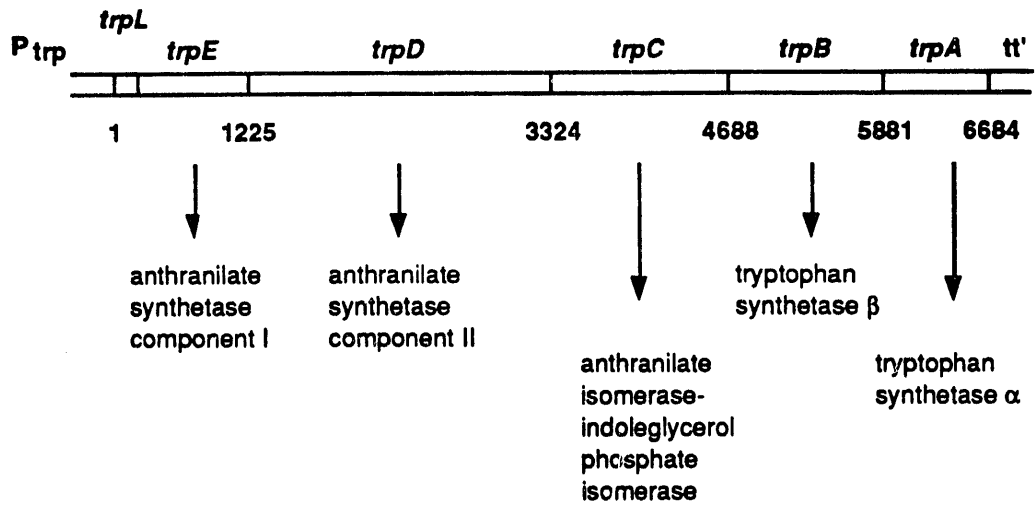 trpL
P trp trpE trpD trpC trpB trpA tt'
1 1225 3324 4688 5881 6684
anthranilate
synthetase
component I
anthranilate
synthetase
component II
anthranilate
isomerase-
indoleglycerol
phosphate
isomerase
tryptophan
synthetase β
tryptophan
synthetase α